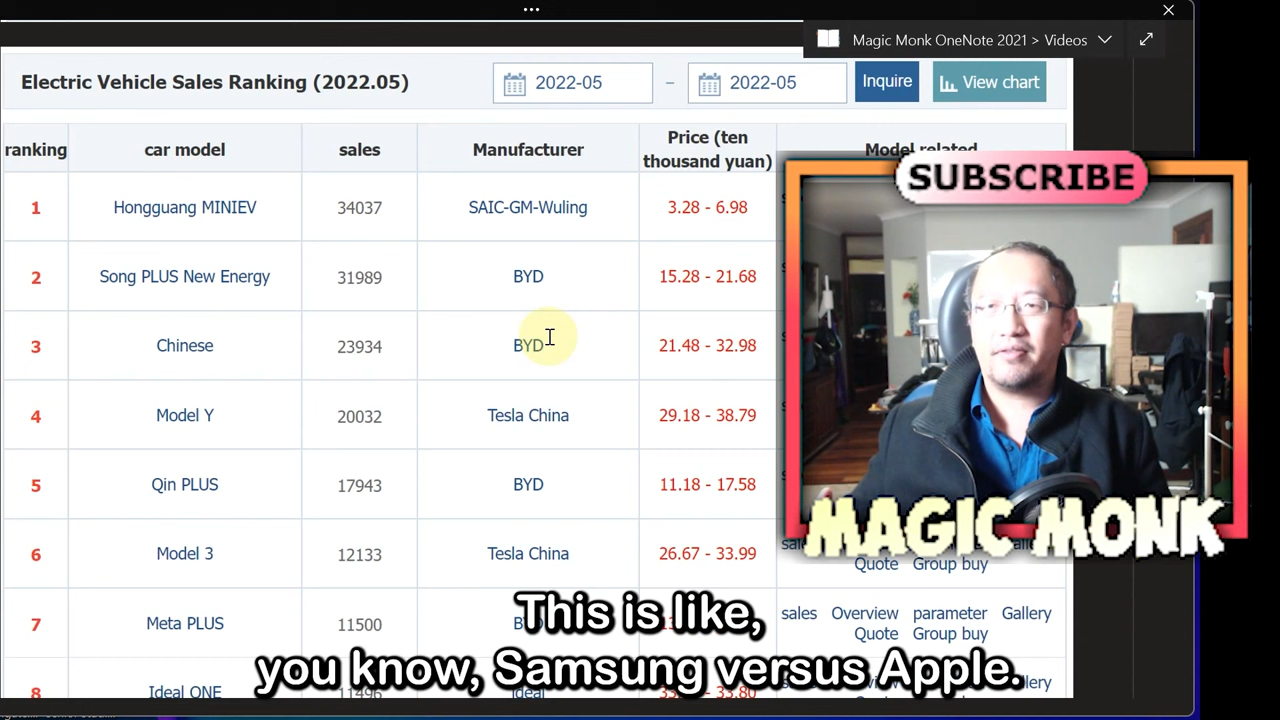 Magic Monk OneNote 2021 > Videos
Electric Vehicle Sales Ranking (2022.05) 2022-05 – 2022-05 Inquire View chart
ranking car model sales Manufacturer Price (ten thousand yuan) Model related
1 Hongguang MINIEV 34037 SAIC-GM-Wuling 3.28 - 6.98
2 Song PLUS New Energy 31989 BYD 15.28 - 21.68
3 Chinese 23934 BYD 21.48 - 32.98
4 Model Y 20032 Tesla China 29.18 - 38.79
5 Qin PLUS 17943 BYD 11.18 - 17.58
6 Model 3 12133 Tesla China 26.67 - 33.99
Quote Group buy
7 Meta PLUS 11500 sales Overview parameter Gallery
Quote Group buy
8 Ideal ONE 11496 Ideal
SUBSCRIBE
MAGIC MONK
This is like,
you know, Samsung versus Apple.